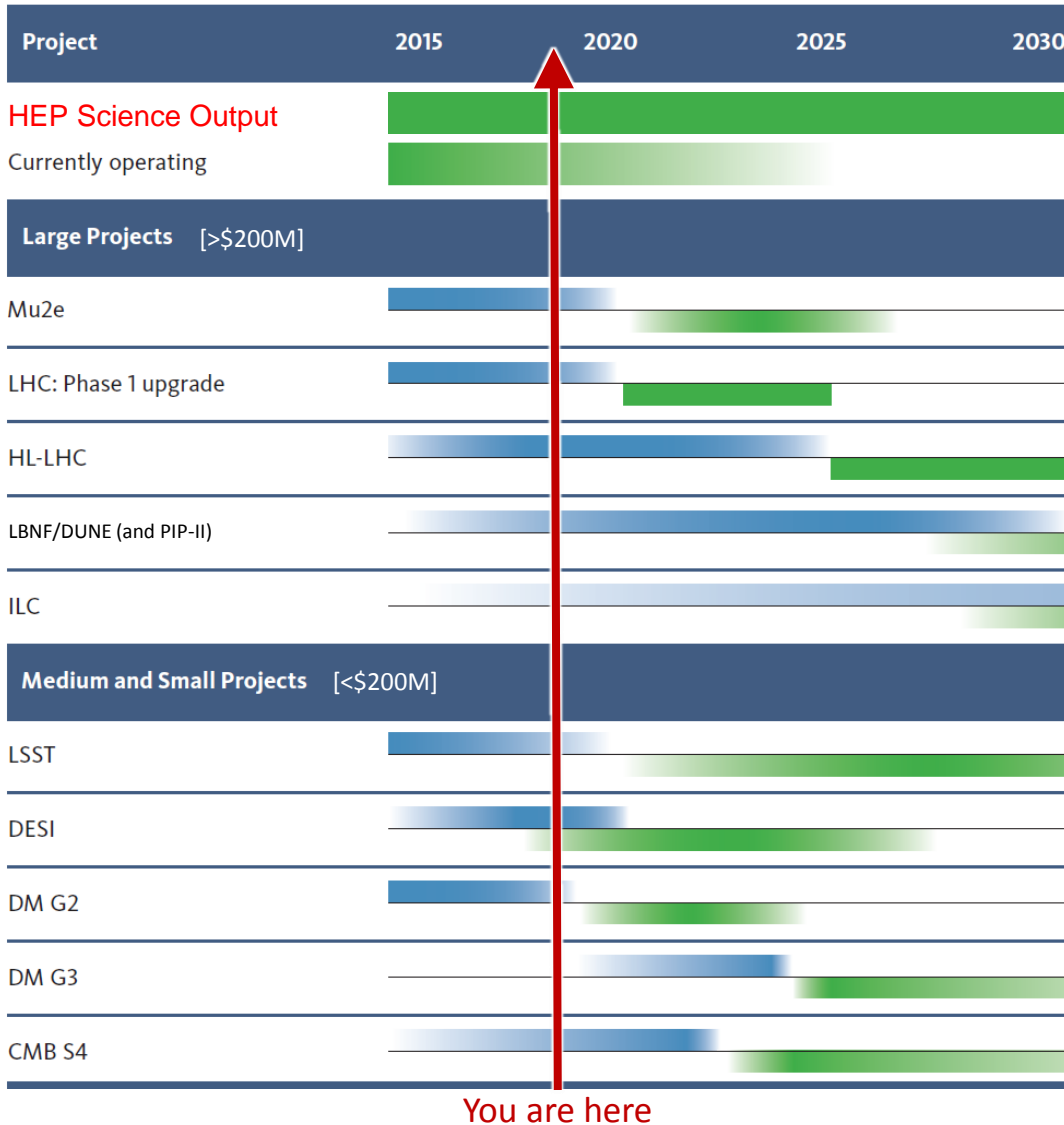 Project 2015 2020 2025 2030
HEP Science Output
Currently operating
Large Projects [>$200M]
Mu2e
LHC: Phase 1 upgrade
HL-LHC
LBNF/DUNE (and PIP-II)
ILC
Medium and Small Projects [<$200M]
LSST
DESI
DM G2
DM G3
CMB S4
You are here